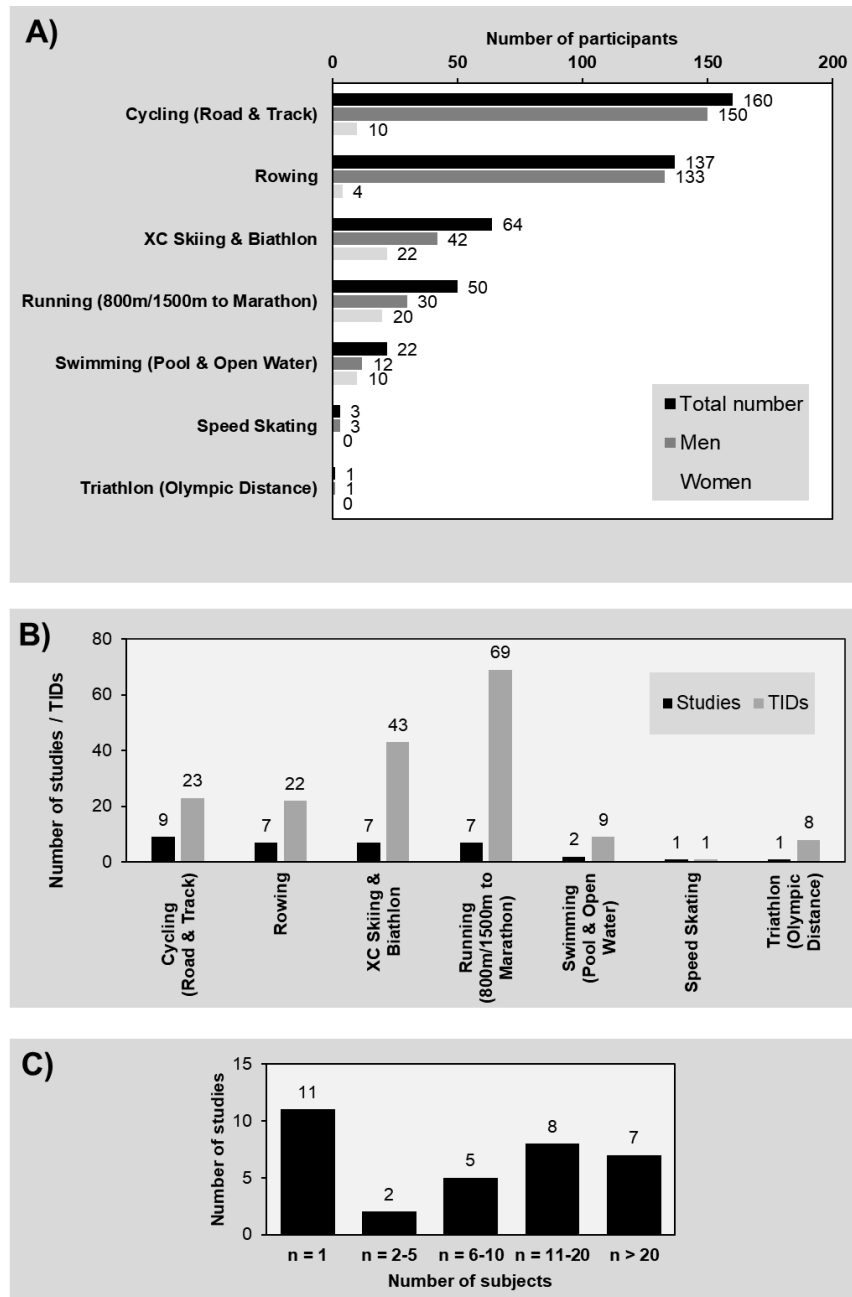 A)
Number of participants
0 50 100 150 200
Cycling (Road & Track)
160
150
10
Rowing
137
133
4
XC Skiing & Biathlon
64
42
22
Running (800m/1500m to Marathon)
50
30
20
Swimming (Pool & Open Water)
22
12
10
Speed Skating
3
3
0
Triathlon (Olympic Distance)
1
1
0
Total number
Men
Women
B)
Number of studies / TIDs
80
60
40
20
0
Studies TIDs
9 23 7 22 7 43 7 69 2 9 1 1 1 8
Cycling
(Road & Track)
Rowing
XC Skiing &
Biathlon
Running
(800m/1500m to
Marathon)
Swimming
(Pool & Open
Water)
Speed Skating
Triathlon
(Olympic
Distance)
C)
Number of studies
15
10
5
0
11 2 5 8 7
n = 1 n = 2-5 n = 6-10 n = 11-20 n > 20
Number of subjects